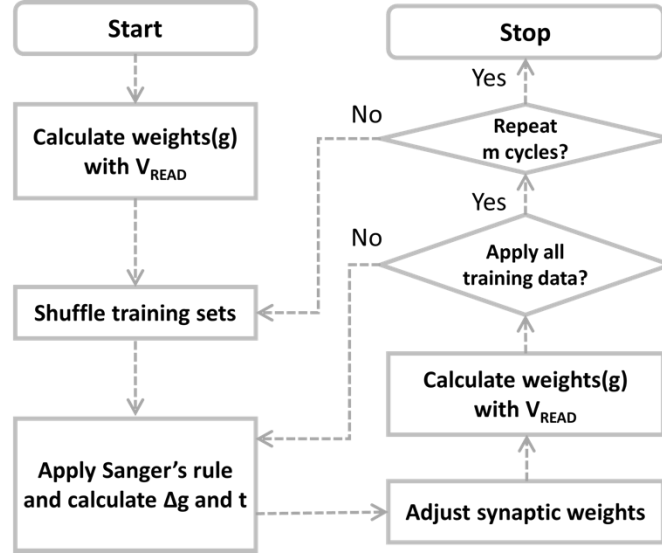 Start
Calculate weights(g)
with VREAD
Shuffle training sets
Apply Sanger's rule
and calculate Δg and t
Adjust synaptic weights
Calculate weights(g)
with VREAD
Apply all
training data?
No
Yes
Repeat
m cycles?
No
Yes
Stop